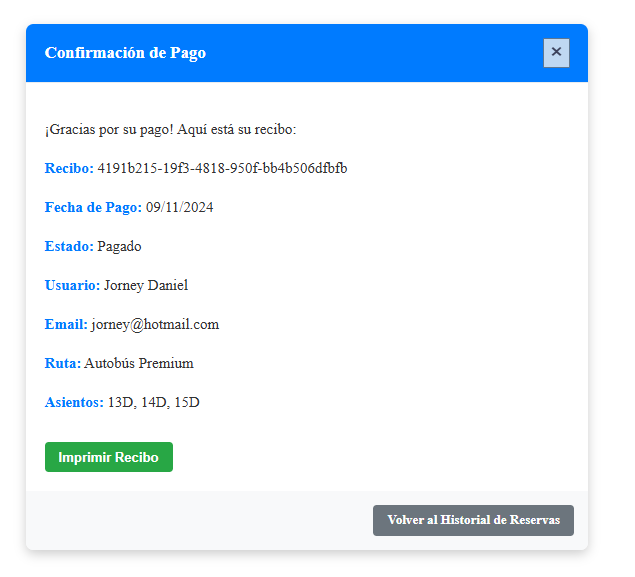 Confirmación de Pago
×
¡Gracias por su pago! Aquí está su recibo:
Recibo: 4191b215-19f3-4818-950f-bb4b506dfbfb
Fecha de Pago: 09/11/2024
Estado: Pagado
Usuario: Jorney Daniel
Email: jorney@hotmail.com
Ruta: Autobús Premium
Asientos: 13D, 14D, 15D
Imprimir Recibo
Volver al Historial de Reservas